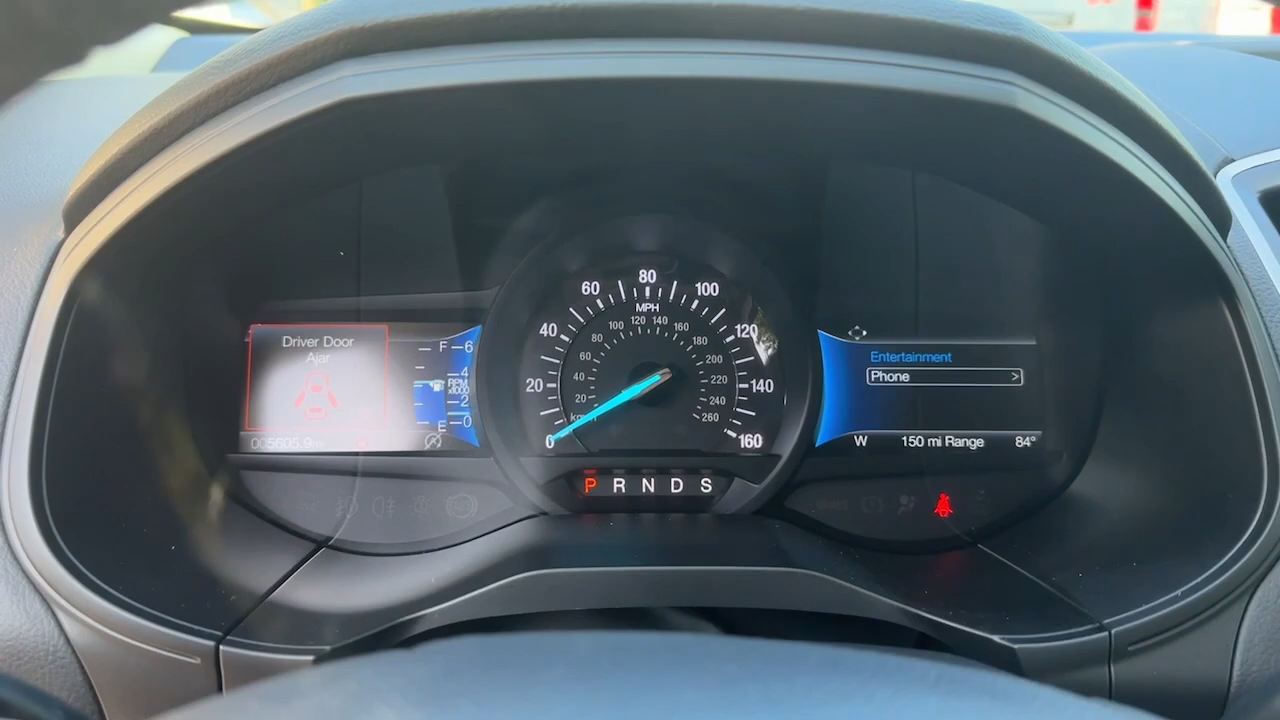 Driver Door
Ajar
005605.9
F
E
6
4
RPM
x1000
2
0
0
20
40
60
80
100
120
140
160
MPH
km/h
20
40
60
80
100
120
140
160
180
200
220
240
260
P R N D S
Entertainment
Phone >
W 150 mi Range 84°